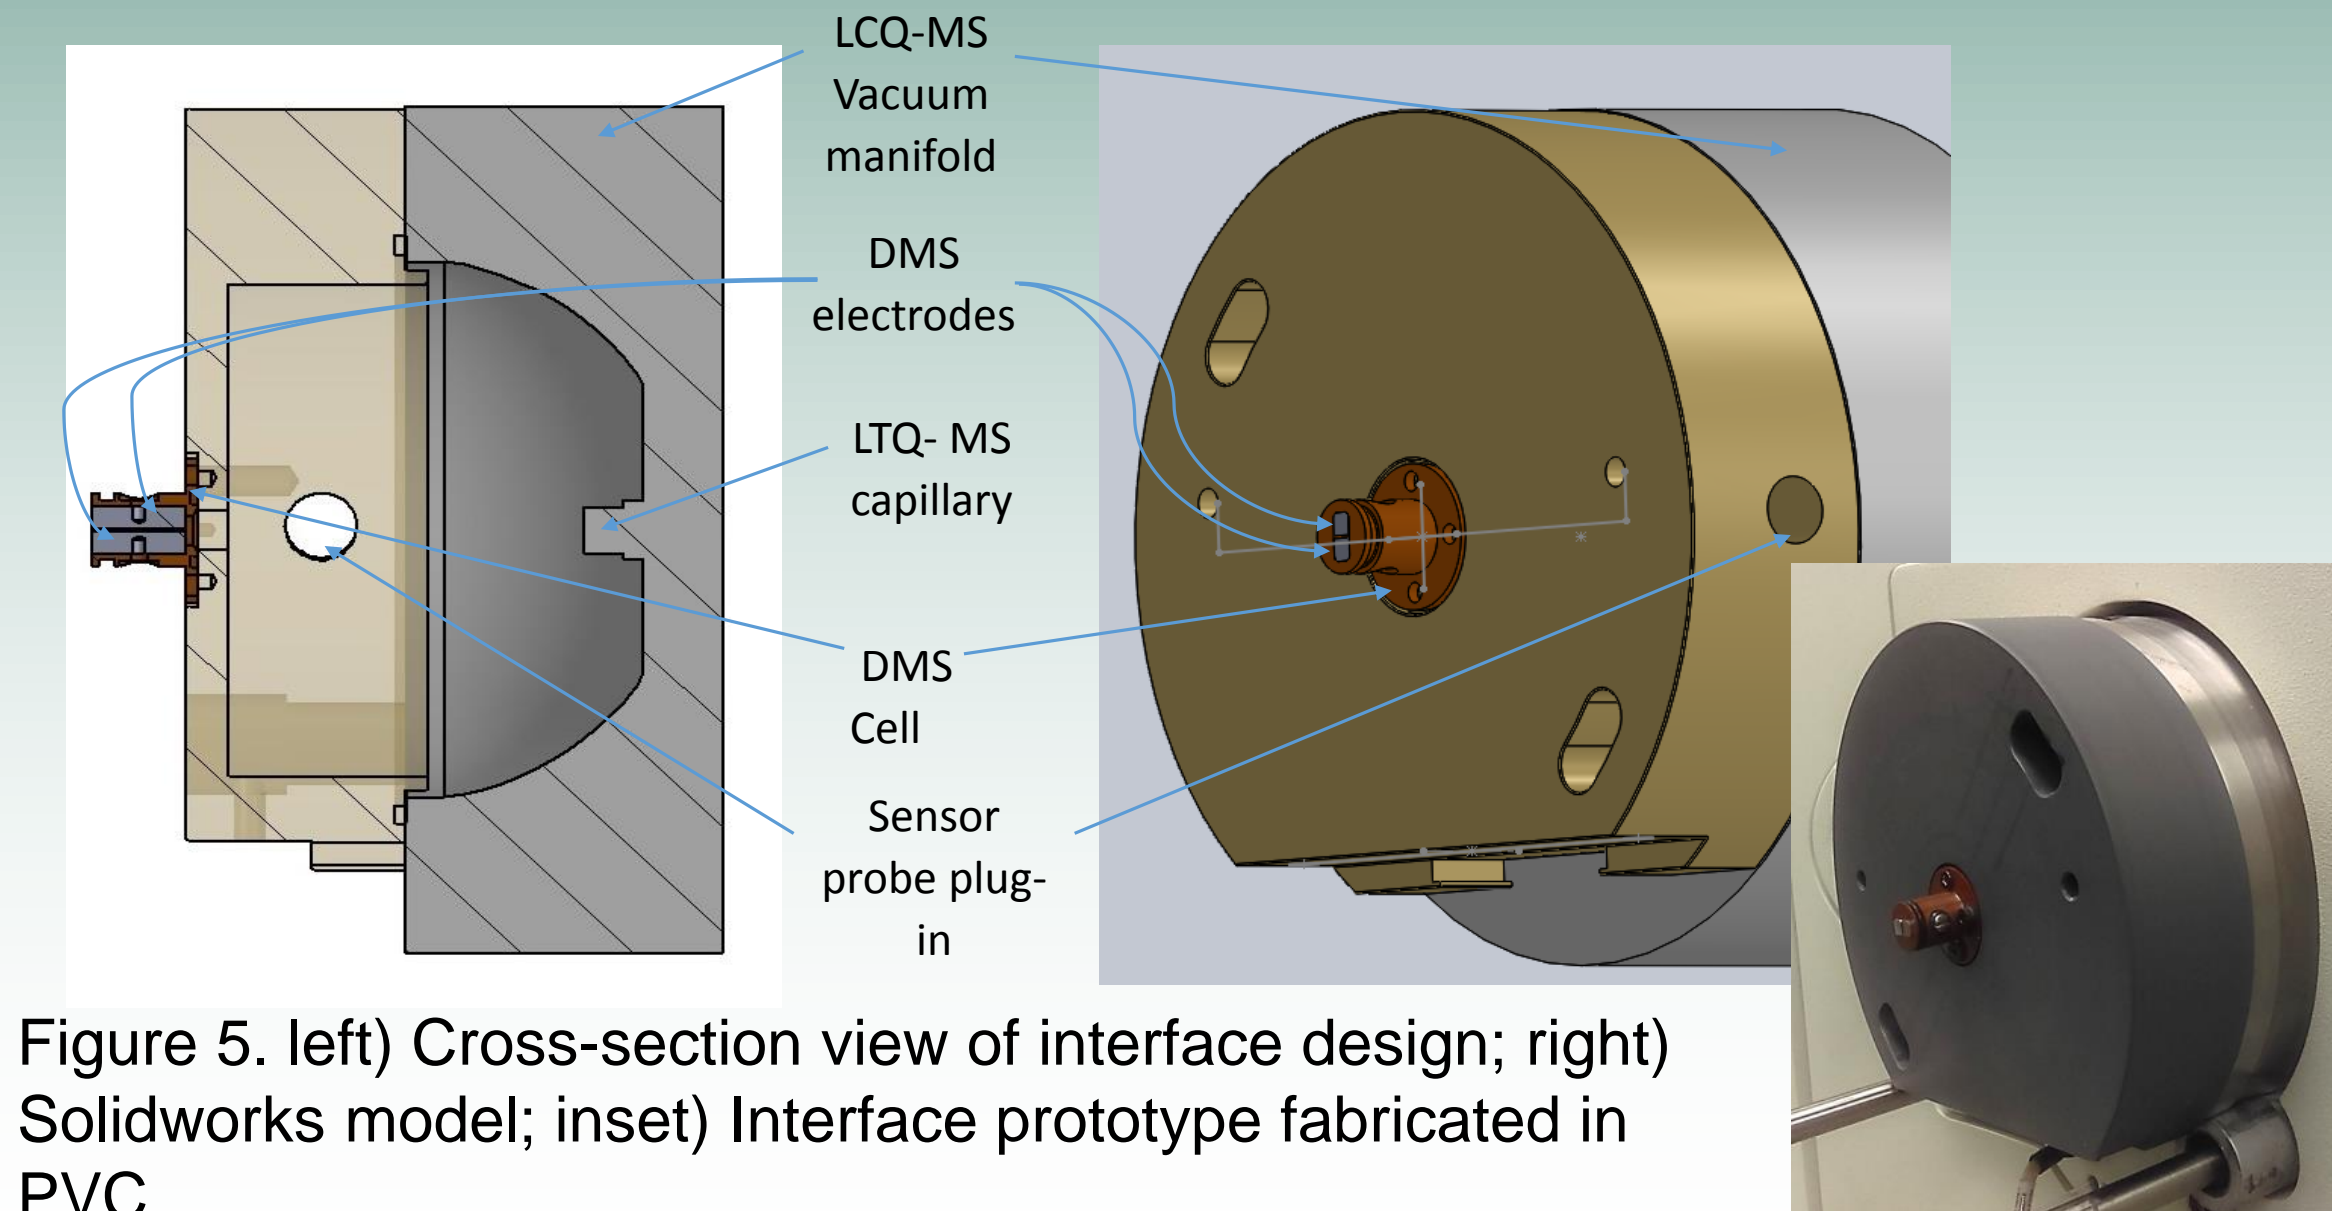 LCQ-MS
Vacuum
manifold
DMS
electrodes
LTQ- MS
capillary
DMS
Cell
Sensor
probe plug-
in
Figure 5. left) Cross-section view of interface design; right)
Solidworks model; inset) Interface prototype fabricated in
PVC